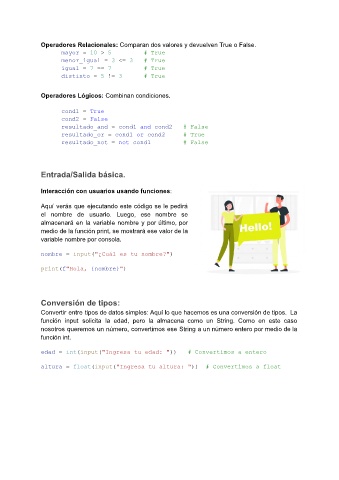 Operadores Relacionales: Comparan dos valores y devuelven True o False.
mayor = 10 > 5 # True
menor_igual = 3 <= 3 # True
igual = 7 == 7 # True
distinto = 5 != 3 # True
Operadores Lógicos: Combinan condiciones.
cond1 = True
cond2 = False
resultado_and = cond1 and cond2 # False
resultado_or = cond1 or cond2 # True
resultado_not = not cond1 # False
Entrada/Salida básica.
Interacción con usuarios usando funciones:
Aquí verás que ejecutando este código se le pedirá
el nombre de usuario. Luego, ese nombre se
almacenará en la variable nombre y por último, por
medio de la función print, se mostrará ese valor de la
variable nombre por consola.
Hello!
nombre = input("¿Cuál es tu nombre?")
print(f"Hola, {nombre}")
Conversión de tipos:
Convertir entre tipos de datos simples: Aquí lo que hacemos es una conversión de tipos. La
función input solicita la edad, pero la almacena como un String. Como en este caso
nosotros queremos un número, convertimos ese String a un número entero por medio de la
función int.
edad = int(input("Ingresa tu edad: ")) # Convertimos a entero
altura = float(input("Ingresa tu altura: ")) # Convertimos a float